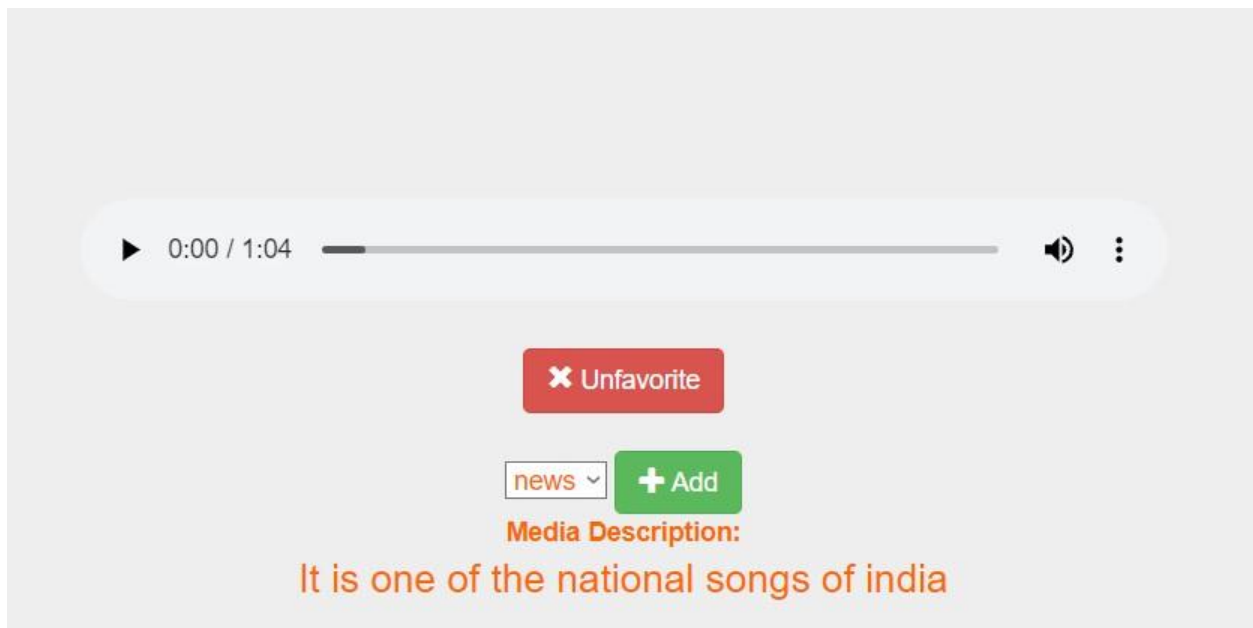 0:00 / 1:04
Unfavorite
news Add
Media Description:
It is one of the national songs of india